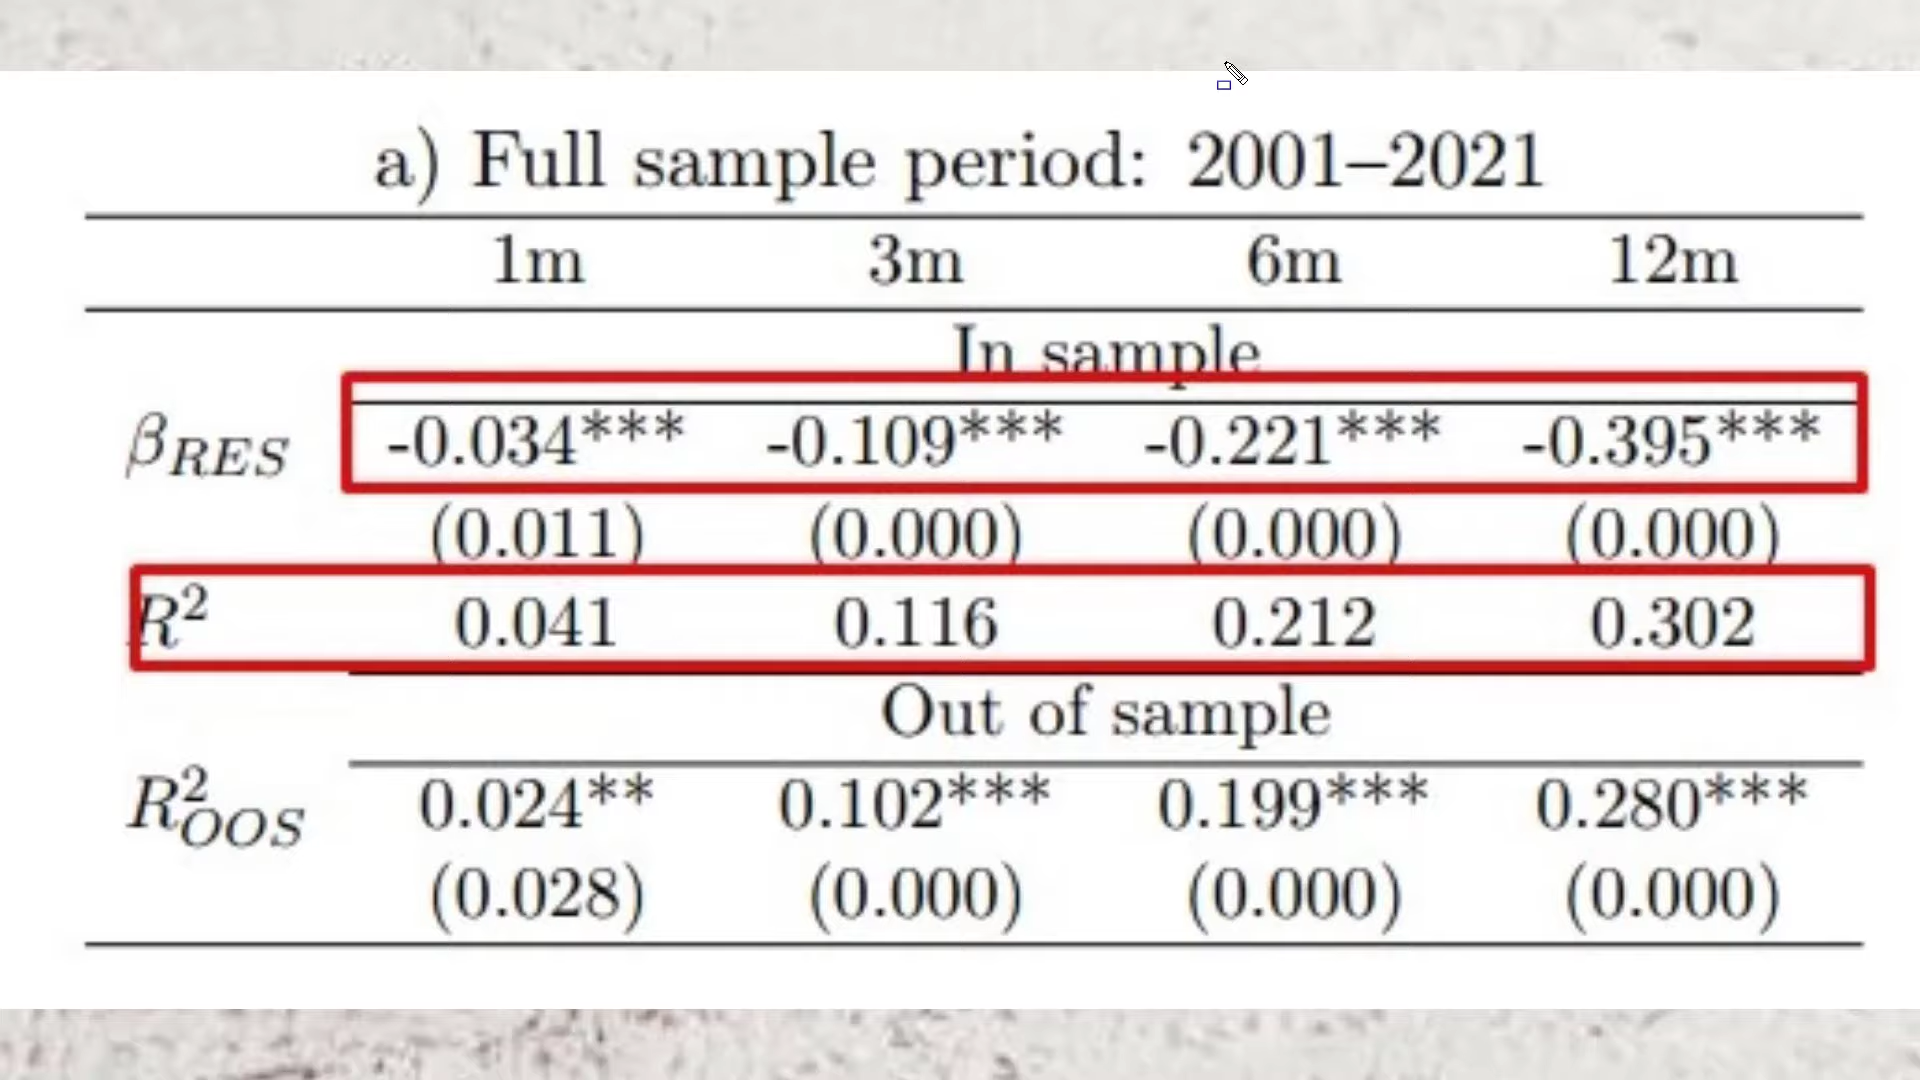 a) Full sample period: 2001–2021
1m 3m 6m 12m
In sample
β_RES -0.034*** -0.109*** -0.221*** -0.395***
(0.011) (0.000) (0.000) (0.000)
R² 0.041 0.116 0.212 0.302
Out of sample
R²_OOS 0.024** 0.102*** 0.199*** 0.280***
(0.028) (0.000) (0.000) (0.000)